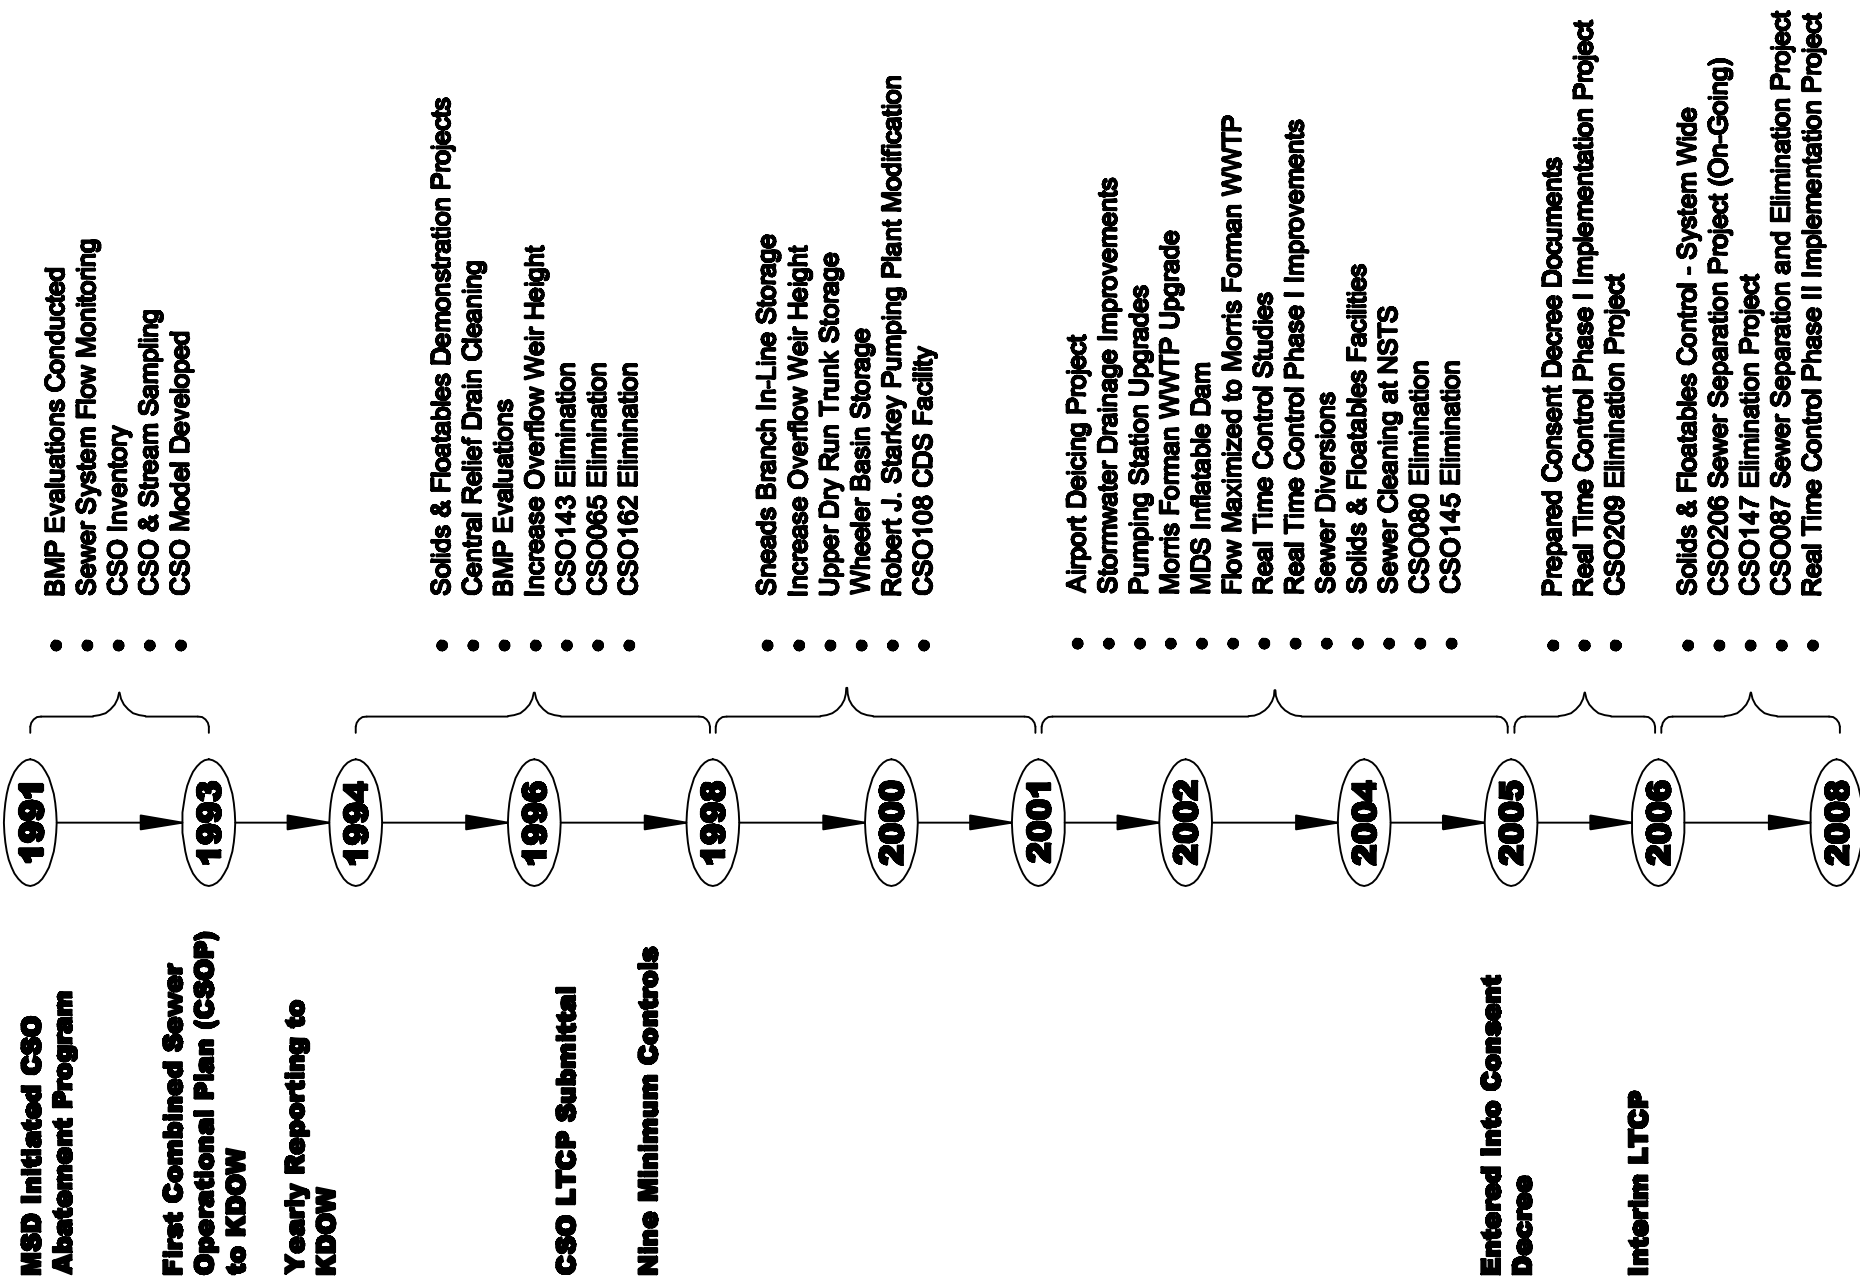 MSD Initiated CSO
Abatement Program
First Combined Sewer
Operational Plan (CSOP)
to KDOW
Yearly Reporting to
KDOW
CSO LTCP Submittal
Nine Minimum Controls
Entered Into Consent
Decree
Interim LTCP
1991
1993
1994
1996
1998
2000
2001
2002
2004
2005
2006
2008
• BMP Evaluations Conducted
• Sewer System Flow Monitoring
• CSO Inventory
• CSO & Stream Sampling
• CSO Model Developed
• Solids & Floatables Demonstration Projects
• Central Relief Drain Cleaning
• BMP Evaluations
• Increase Overflow Weir Height
• CSO143 Elimination
• CSO065 Elimination
• CSO162 Elimination
• Sneads Branch In-Line Storage
• Increase Overflow Weir Height
• Upper Dry Run Trunk Storage
• Wheeler Basin Storage
• Robert J. Starkey Pumping Plant Modification
• CSO108 CDS Facility
• Airport Deicing Project
• Stormwater Drainage Improvements
• Pumping Station Upgrades
• Morris Forman WWTP Upgrade
• MDS Inflatable Dam
• Flow Maximized to Morris Forman WWTP
• Real Time Control Studies
• Real Time Control Phase I Improvements
• Sewer Diversions
• Solids & Floatables Facilities
• Sewer Cleaning at NSTS
• CSO080 Elimination
• CSO145 Elimination
• Prepared Consent Decree Documents
• Real Time Control Phase I Implementation Project
• CSO209 Elimination Project
• Solids & Floatables Control - System Wide
• CSO206 Sewer Separation Project (On-Going)
• CSO147 Elimination Project
• CSO087 Sewer Separation and Elimination Project
• Real Time Control Phase II Implementation Project